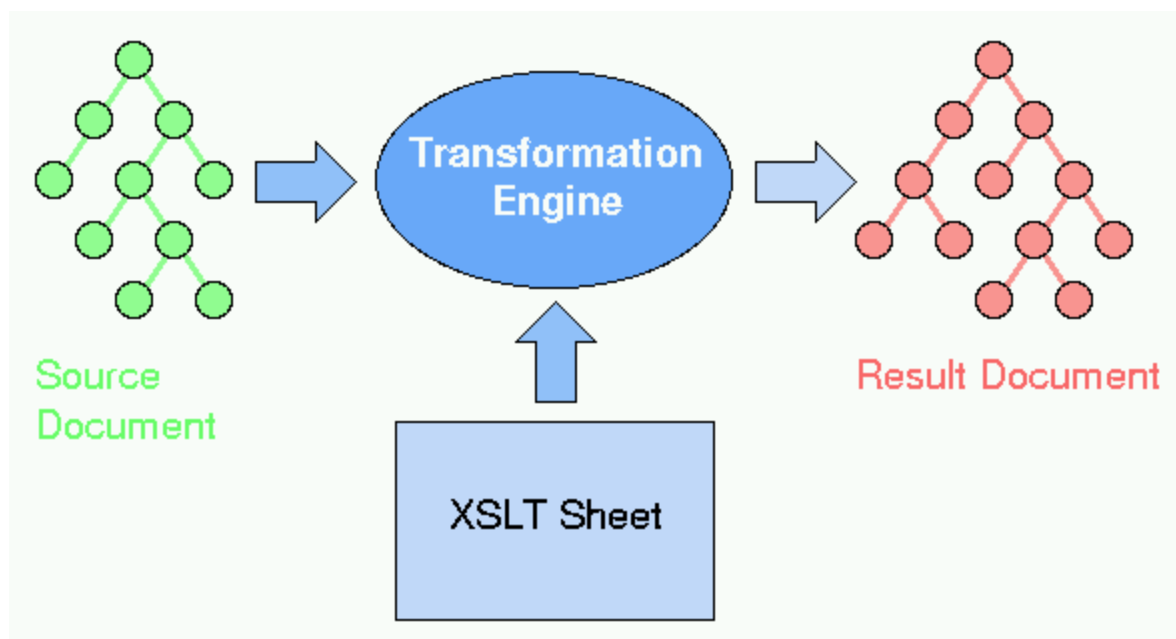 Transformation
Engine
Source
Document
Result Document
XSLT Sheet